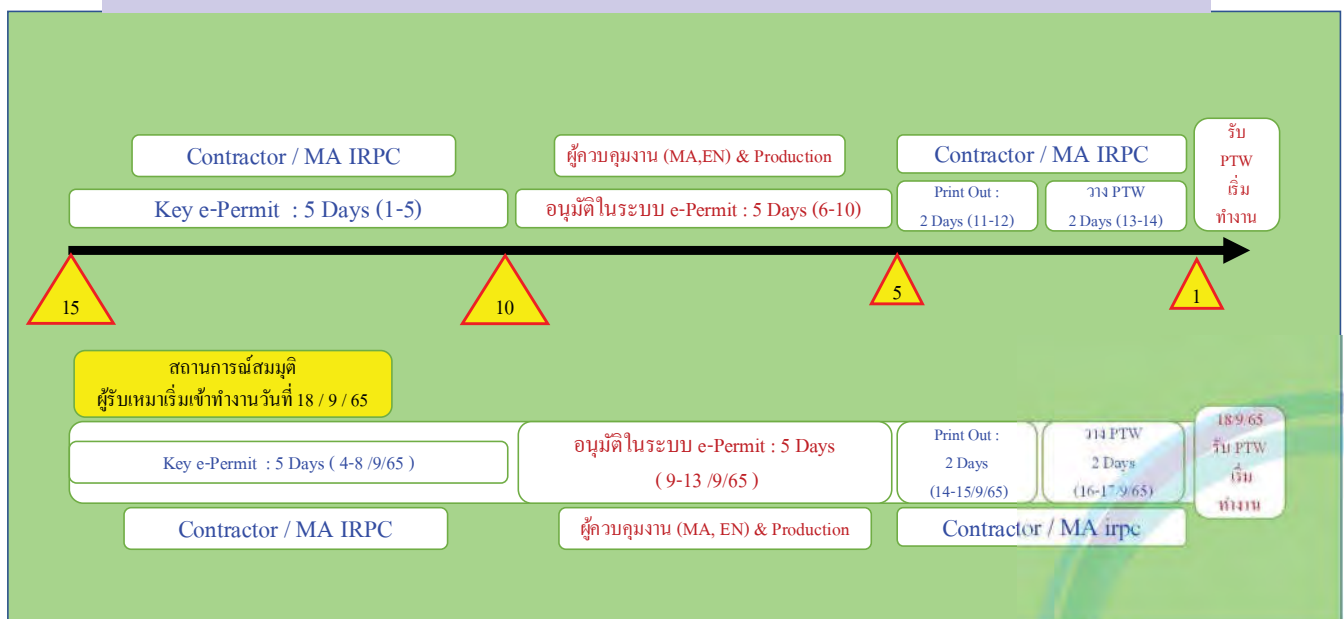 Contractor / MA IRPC
ผู้ควบคุมงาน (MA,EN) & Production
Contractor / MA IRPC
รับ
PTW
เริ่ม
ทำงาน
Key e-Permit : 5 Days (1-5)
อนุมัติในระบบ e-Permit : 5 Days (6-10)
Print Out :
2 Days (11-12)
วาง PTW
2 Days (13-14)
15
10
5
1
สถานการณ์สมมุติ
ผู้รับเหมาเริ่มเข้าทำงานวันที่ 18 / 9 / 65
Key e-Permit : 5 Days ( 4-8 /9/65 )
อนุมัติในระบบ e-Permit : 5 Days
( 9-13 /9/65 )
Print Out :
2 Days
(14-15/9/65)
วาง PTW
2 Days
(16-17/9/65)
18/9/65
รับ PTW
เริ่ม
ทำงาน
Contractor / MA IRPC
ผู้ควบคุมงาน (MA, EN) & Production
Contractor / MA irpc